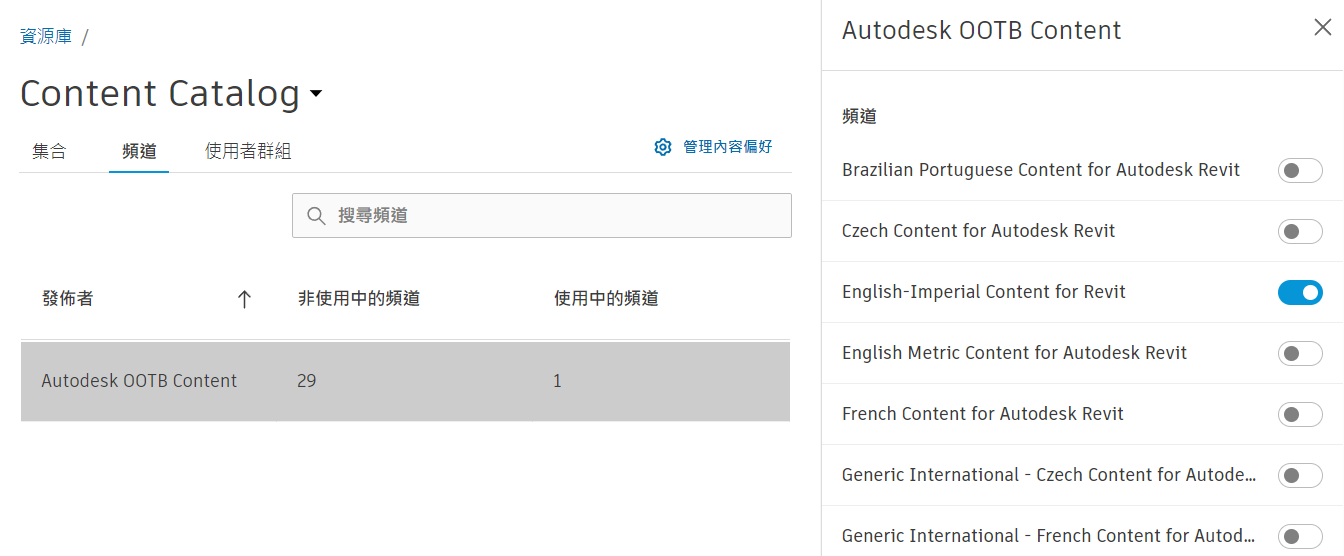 資源庫 /
Content Catalog
集合 頻道 使用者群組 管理內容偏好
搜尋頻道
發佈者 非使用中的頻道 使用中的頻道
Autodesk OOTB Content 29 1
Autodesk OOTB Content
頻道
Brazilian Portuguese Content for Autodesk Revit
Czech Content for Autodesk Revit
English-Imperial Content for Revit
English Metric Content for Autodesk Revit
French Content for Autodesk Revit
Generic International - Czech Content for Autode...
Generic International - French Content for Autod...